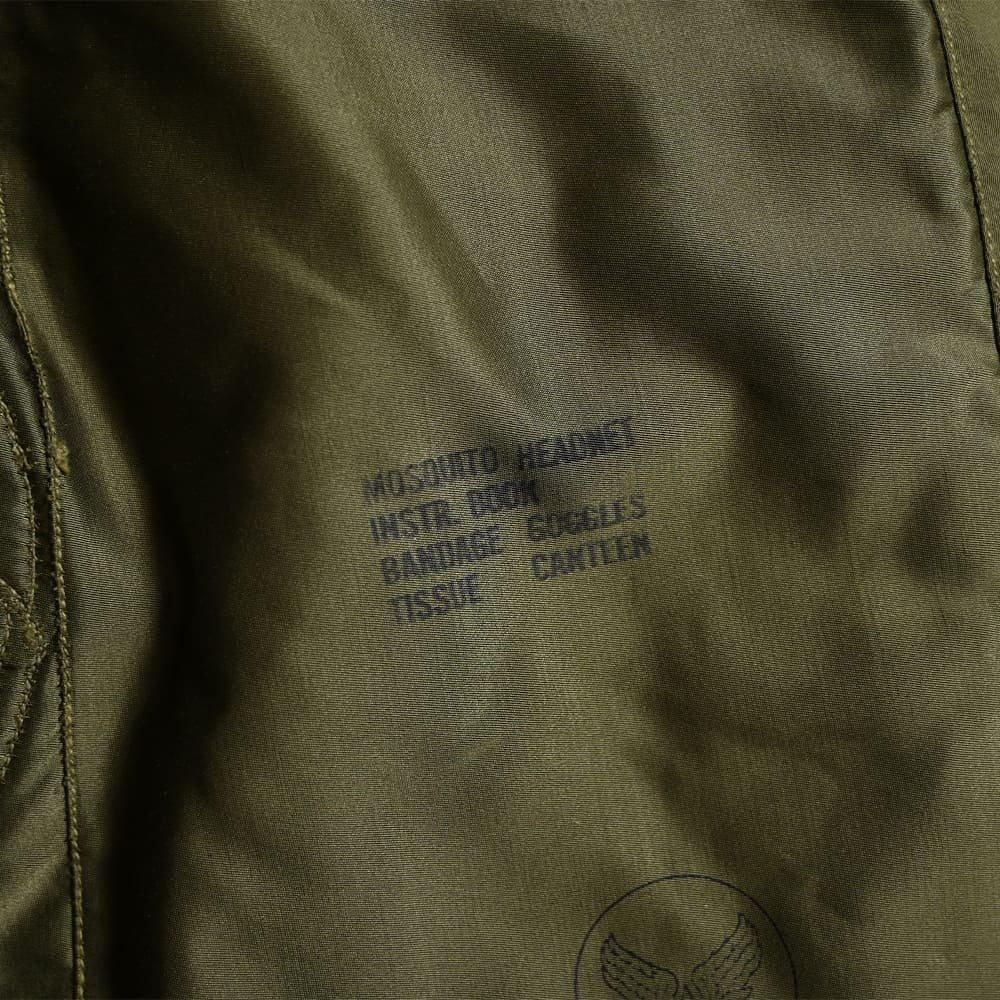 MOSQUITO HEADNET
INSTR. BOOK
BANDAGE GOGGLES
TISSUE CANTEEN